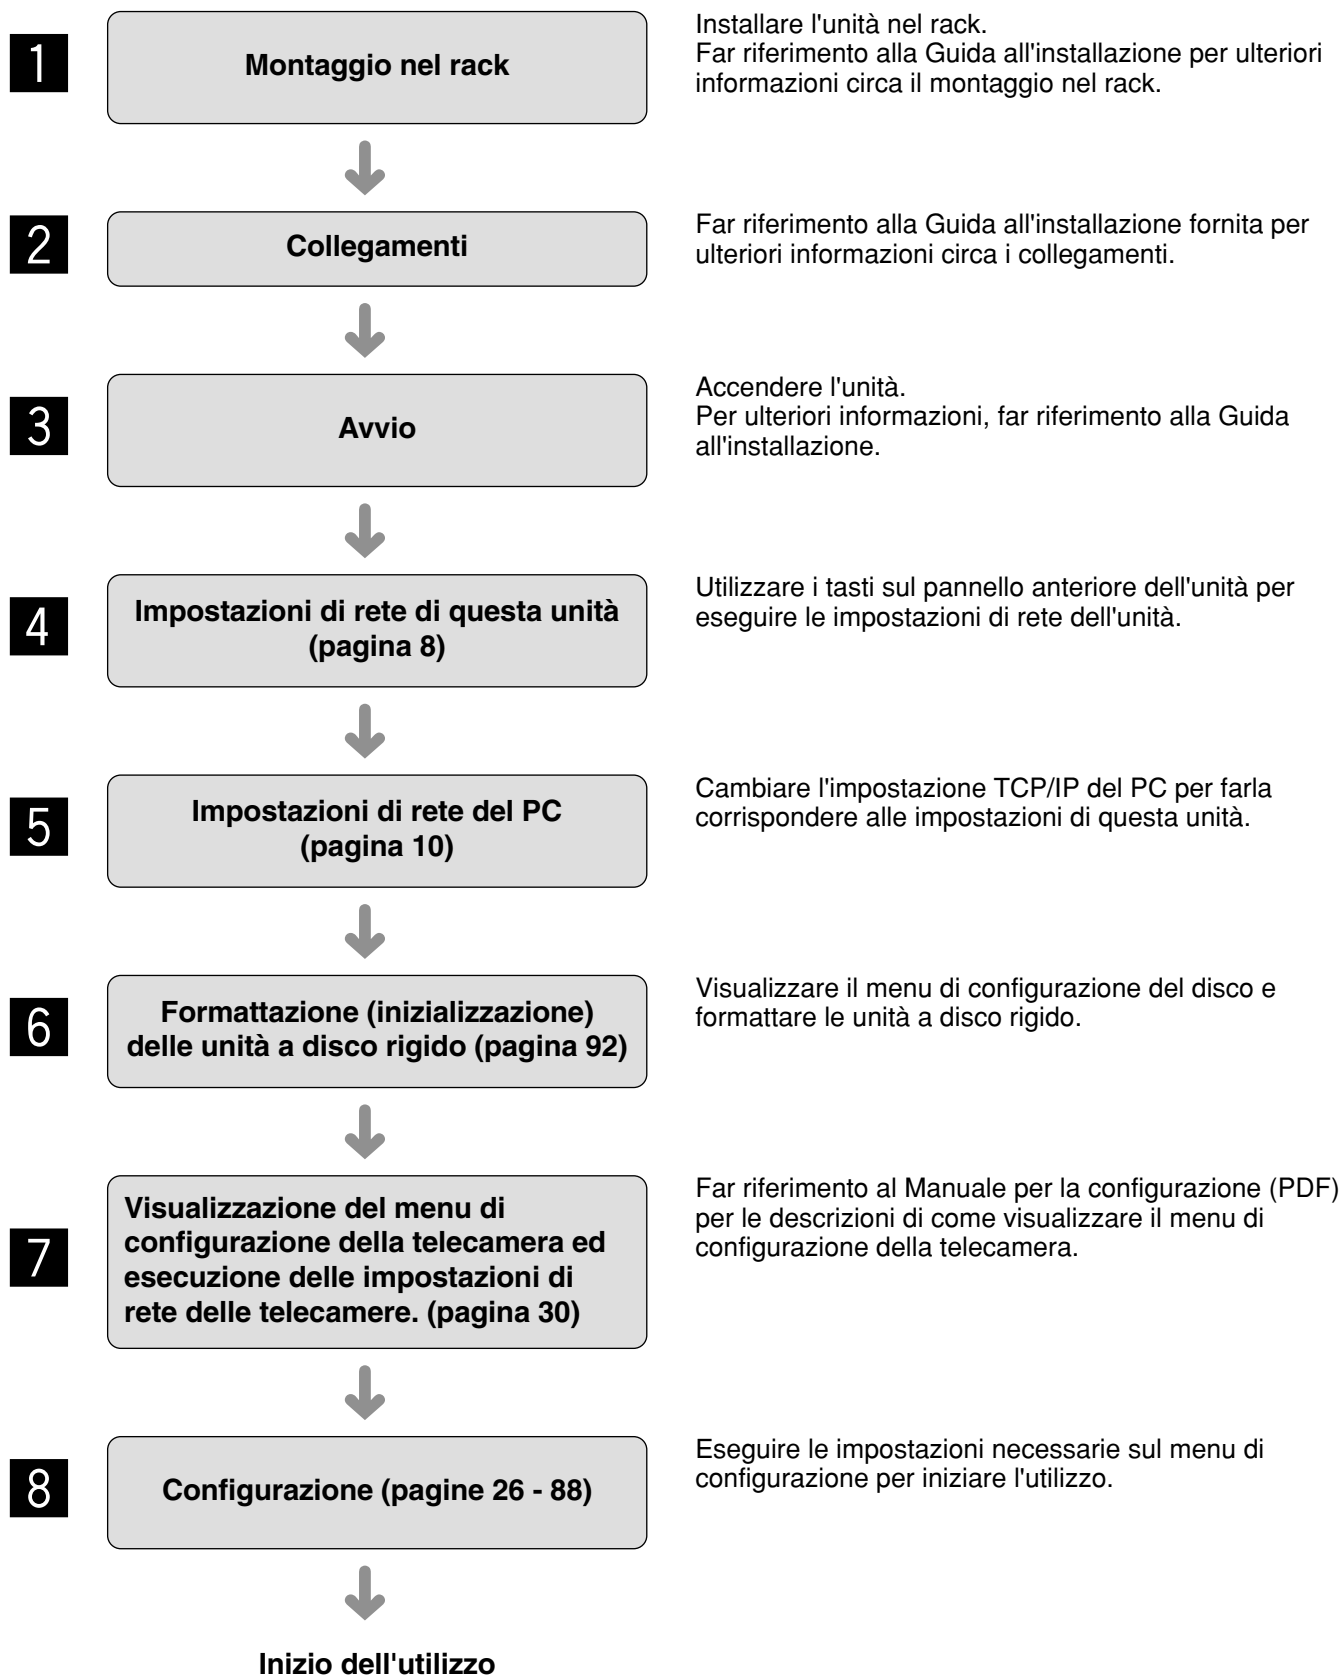 1
Montaggio nel rack
Installare l'unità nel rack.
Far riferimento alla Guida all'installazione per ulteriori
informazioni circa il montaggio nel rack.
2
Collegamenti
Far riferimento alla Guida all'installazione fornita per
ulteriori informazioni circa i collegamenti.
3
Avvio
Accendere l'unità.
Per ulteriori informazioni, far riferimento alla Guida
all'installazione.
4
Impostazioni di rete di questa unità
(pagina 8)
Utilizzare i tasti sul pannello anteriore dell'unità per
eseguire le impostazioni di rete dell'unità.
5
Impostazioni di rete del PC
(pagina 10)
Cambiare l'impostazione TCP/IP del PC per farla
corrispondere alle impostazioni di questa unità.
6
Formattazione (inizializzazione)
delle unità a disco rigido (pagina 92)
Visualizzare il menu di configurazione del disco e
formattare le unità a disco rigido.
7
Visualizzazione del menu di
configurazione della telecamera ed
esecuzione delle impostazioni di
rete delle telecamere. (pagina 30)
Far riferimento al Manuale per la configurazione (PDF)
per le descrizioni di come visualizzare il menu di
configurazione della telecamera.
8
Configurazione (pagine 26 - 88)
Eseguire le impostazioni necessarie sul menu di
configurazione per iniziare l'utilizzo.
Inizio dell'utilizzo